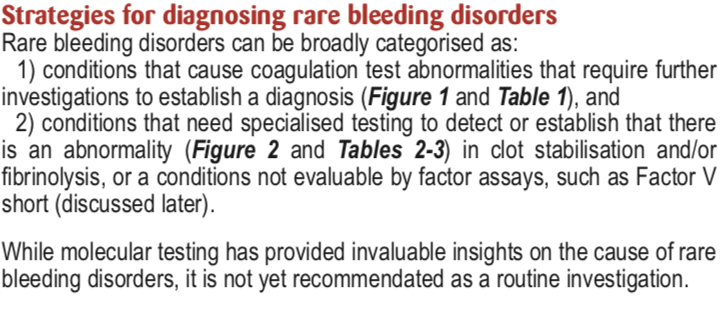 Strategies for diagnosing rare bleeding disorders
Rare bleeding disorders can be broadly categorised as:
1) conditions that cause coagulation test abnormalities that require further
investigations to establish a diagnosis (Figure 1 and Table 1), and
2) conditions that need specialised testing to detect or establish that there
is an abnormality (Figure 2 and Tables 2-3) in clot stabilisation and/or
fibrinolysis, or a conditions not evaluable by factor assays, such as Factor V
short (discussed later).
While molecular testing has provided invaluable insights on the cause of rare
bleeding disorders, it is not yet recommendated as a routine investigation.